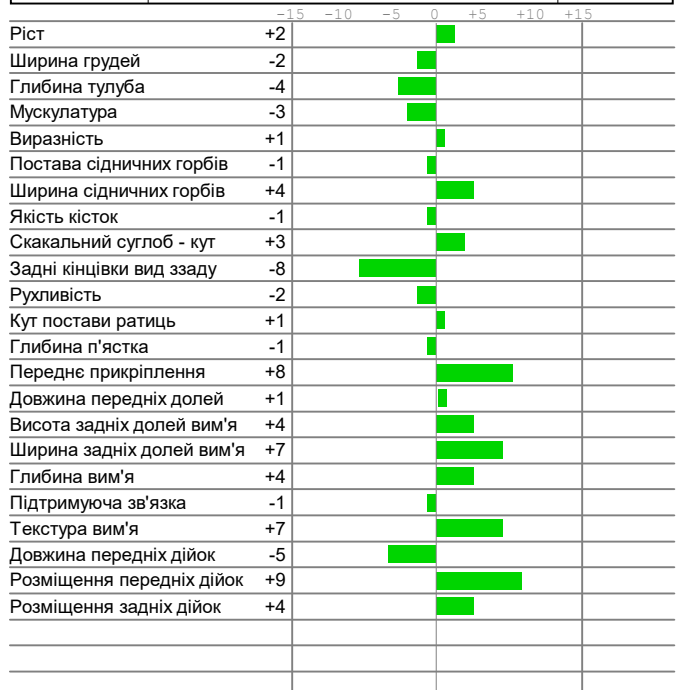 -15 -10 -5 0 +5 +10 +15
Ріст +2
Ширина грудей -2
Глибина тулуба -4
Мускулатура -3
Виразність +1
Постава сідничних горбів -1
Ширина сідничних горбів +4
Якість кісток -1
Скакальний суглоб - кут +3
Задні кінцівки вид ззаду -8
Рухливість -2
Кут постави ратиць +1
Глибина п'ястка -1
Переднє прикріплення +8
Довжина передніх долей +1
Висота задніх долей вим'я +4
Ширина задніх долей вим'я +7
Глибина вим'я +4
Підтримуюча зв'язка -1
Текстура вим'я +7
Довжина передніх дійок -5
Розміщення передніх дійок +9
Розміщення задніх дійок +4